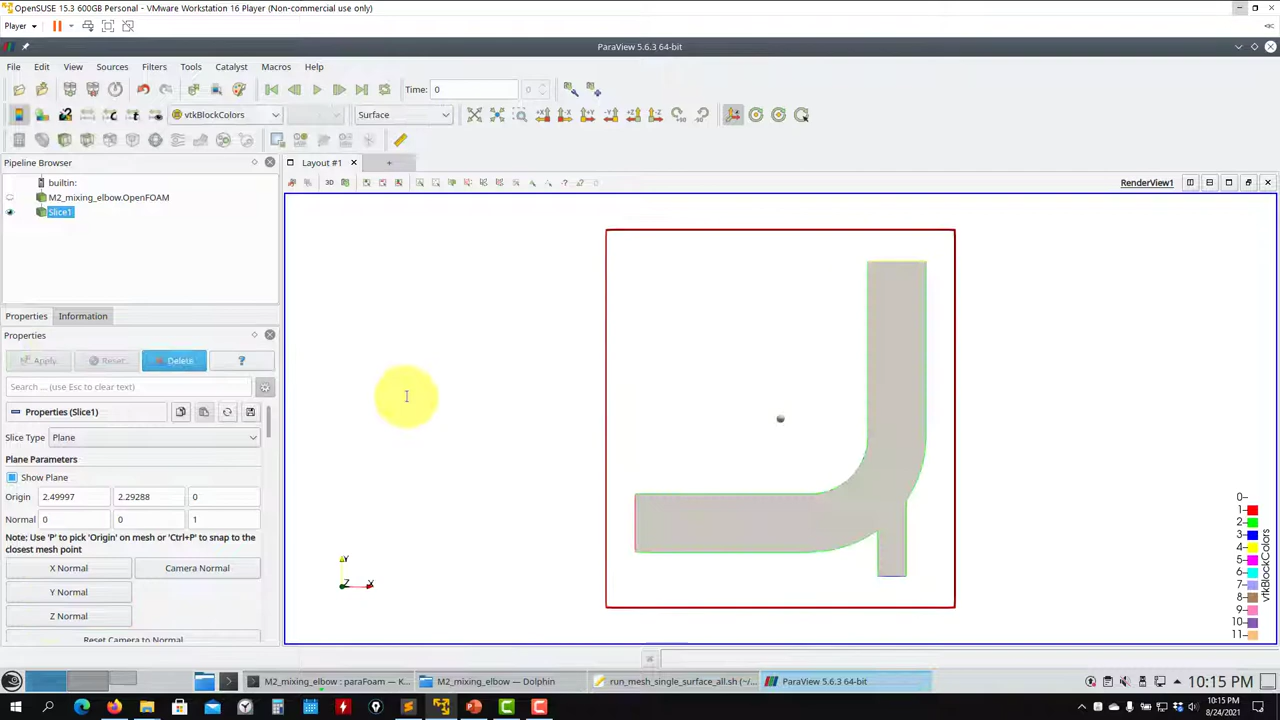 OpenSUSE 15.3 600GB Personal - VMware Workstation 16 Player (Non-commercial use only)
Player
ParaView 5.6.3 64-bit
File Edit View Sources Filters Tools Catalyst Macros Help
Time: 0 0
vtkBlockColors Surface
Pipeline Browser
Layout #1
builtin:
M2_mixing_elbow.OpenFOAM
Slice1
3D
RenderView1
Properties Information
Properties
Apply Reset Delete ?
Search ... (use Esc to clear text)
Properties (Slice1)
Slice Type Plane
Plane Parameters
Show Plane
Origin 2.49997 2.29288 0
Normal 0 0 1
Note: Use 'P' to pick 'Origin' on mesh or 'Ctrl+P' to snap to the
closest mesh point
X Normal Camera Normal
Y Normal
Z Normal
Reset Camera to Normal
Y
Z X
0
1
2
3
4
5
6
7
8
9
10
11
vtkBlockColors
M2_mixing_elbow : paraFoam — K... M2_mixing_elbow — Dolphin run_mesh_single_surface_all.sh (~/... ParaView 5.6.3 64-bit 10:15 PM
10:15 PM
8/24/2021